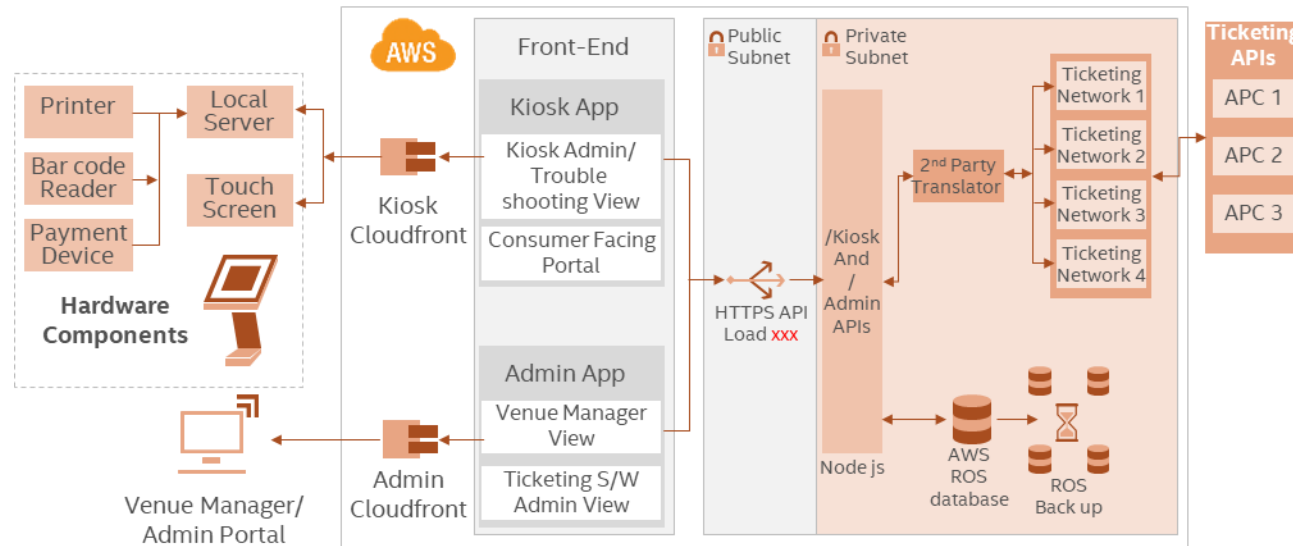 Printer
Bar code
Reader
Payment
Device
Local
Server
Touch
Screen
Hardware
Components
Venue Manager/
Admin Portal
AWS
Kiosk
Cloudfront
Admin
Cloudfront
Front-End
Kiosk App
Kiosk Admin/
Trouble
shooting View
Consumer Facing
Portal
Admin App
Venue Manager
View
Ticketing S/W
Admin View
Public
Subnet
HTTPS API
Load xxx
Private
Subnet
/Kiosk
And
/
Admin
APIs
Node js
2nd Party
Translator
Ticketing
Network 1
Ticketing
Network 2
Ticketing
Network 3
Ticketing
Network 4
AWS
ROS
database
ROS
Back up
Ticketing
APIs
APC 1
APC 2
APC 3